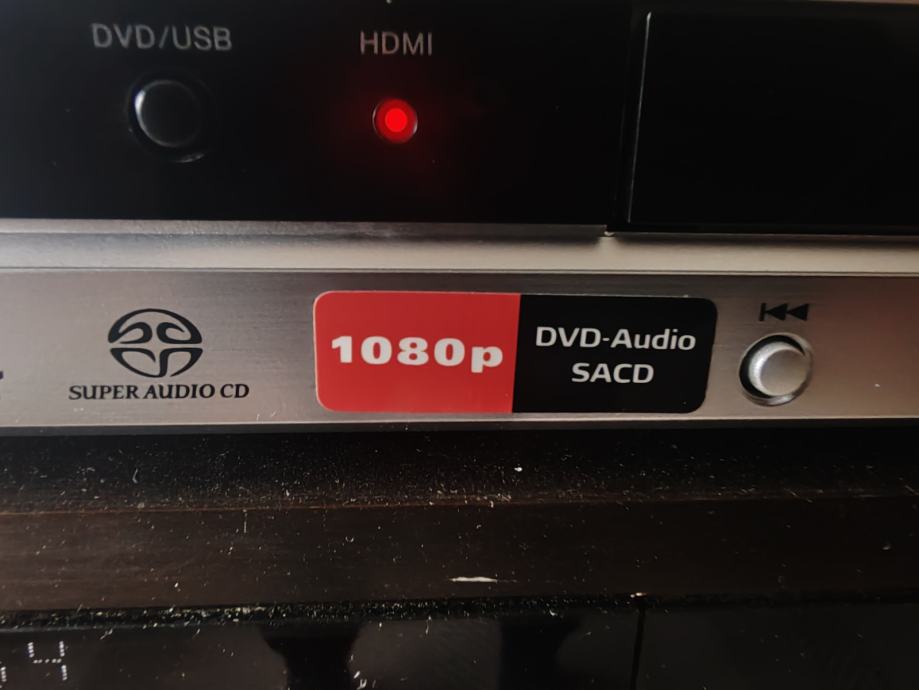 DVD/USB
HDMI
SUPER AUDIO CD
1080p
DVD-Audio
SACD